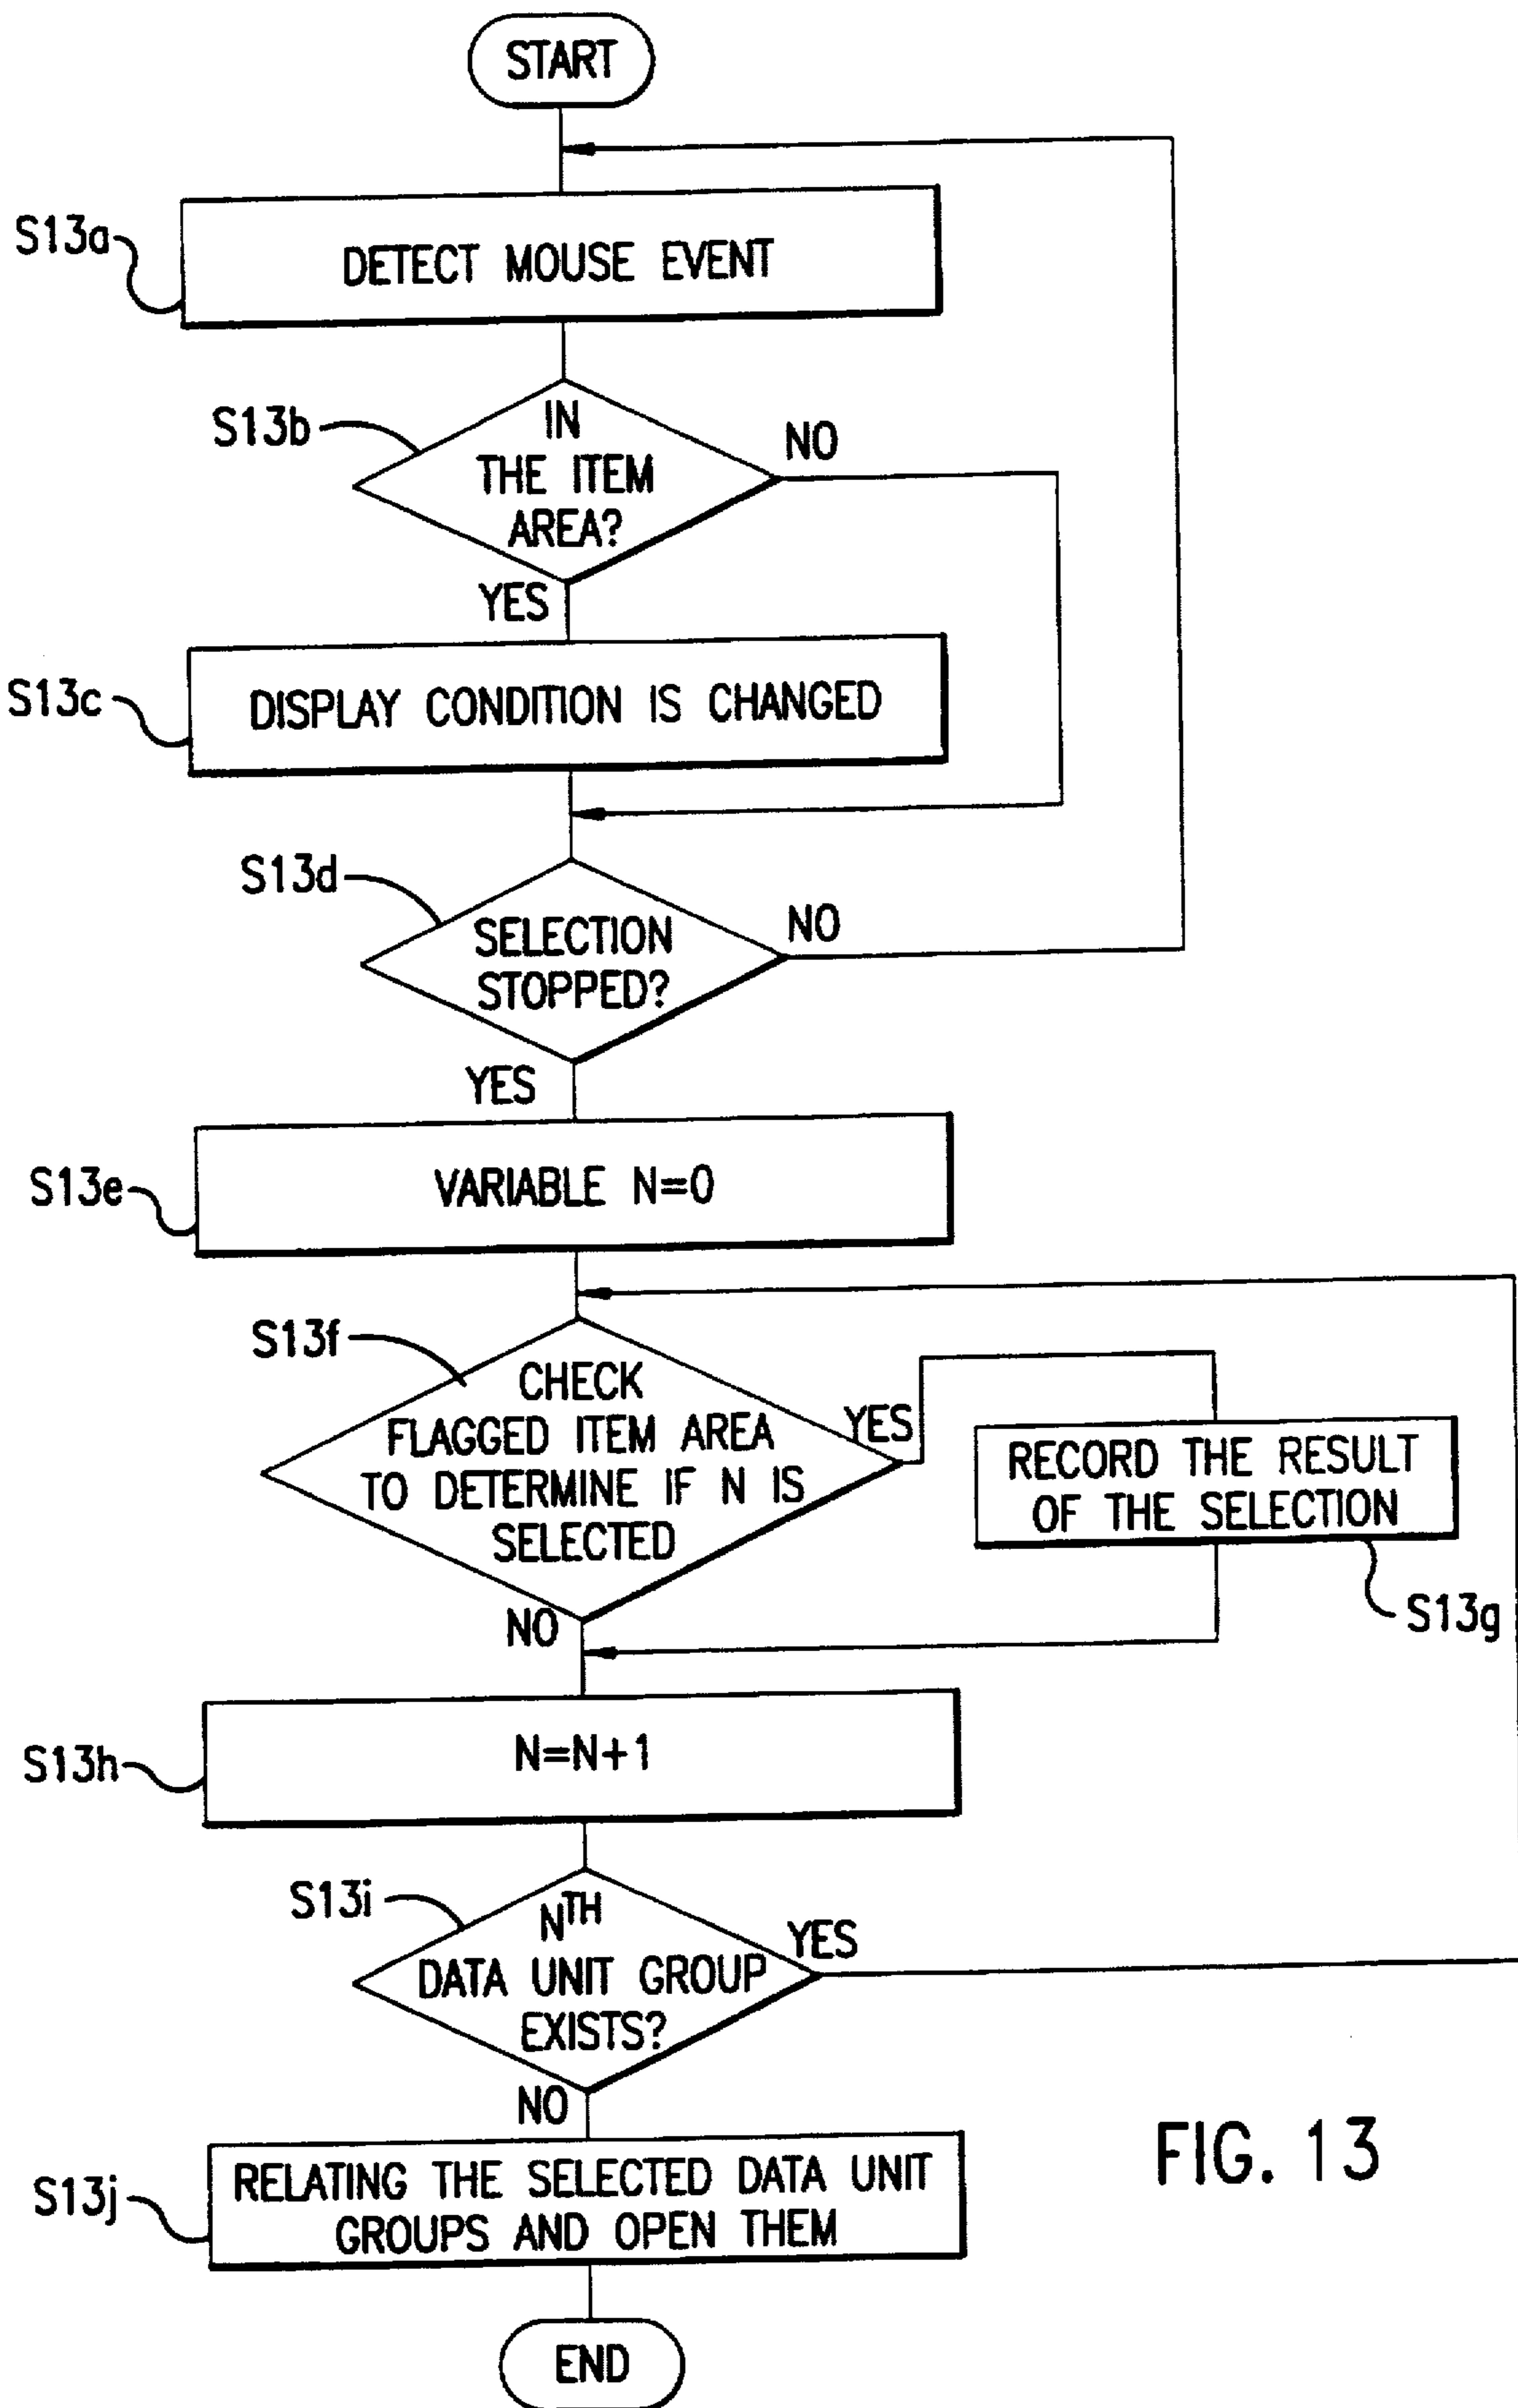 START
S13a
DETECT MOUSE EVENT
S13b
IN
THE ITEM
AREA?
NO
YES
S13c
DISPLAY CONDITION IS CHANGED
S13d
SELECTION
STOPPED?
NO
YES
S13e
VARIABLE N=0
S13f
CHECK
FLAGGED ITEM AREA
TO DETERMINE IF N IS
SELECTED
YES
RECORD THE RESULT
OF THE SELECTION
S13g
NO
S13h
N=N+1
S13i
NTH
DATA UNIT GROUP
EXISTS?
YES
NO
S13j
RELATING THE SELECTED DATA UNIT
GROUPS AND OPEN THEM
END
FIG. 13